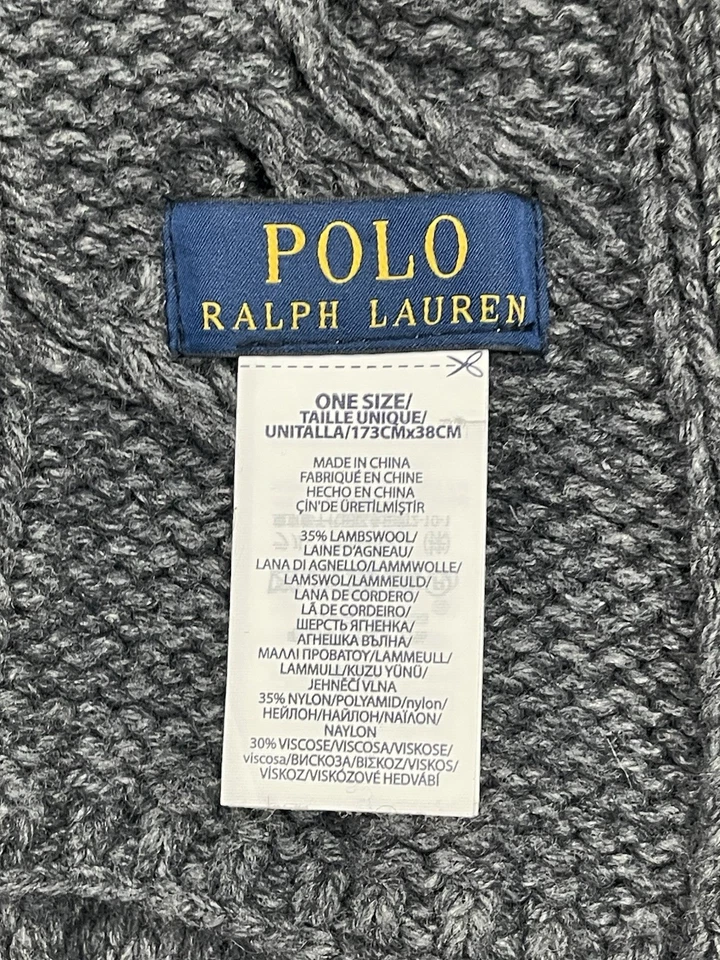 POLO
RALPH LAUREN
ONE SIZE/
TAILLE UNIQUE/
UNITALLA/173CMx38CM
MADE IN CHINA
FABRIQUÉ EN CHINE
HECHO EN CHINA
ÇİN'DE ÜRETİLMİŞTİR
35% LAMBSWOOL/
LAINE D'AGNEAU/
LANA DI AGNELLO/LAMMWOLLE/
LAMSWOL/LAMMEULD/
LANA DE CORDERO/
LÃ DE CORDEIRO/
ШЕРСТЬ ЯГНЕНКА/
АГНЕШКА ВЪЛНА/
ΜΑΛΛΙ ΠΡΟΒΑΤΟΥ/LAMMEULL/
LAMMULL/KUZU YÜNÜ/
JEHNĚČÍ VLNA
35% NYLON/POLYAMID/nylon/
НЕЙЛОН/НАЙЛОН/ΝΑΪΛΟΝ/
NAYLON
30% VISCOSE/VISCOSA/VISKOSE/
viscosa/ВИСКОЗА/ΒΙΣΚΟΖ/VISKOS/
VİSKOZ/VISKÓZOVÉ HEDVÁBÍ